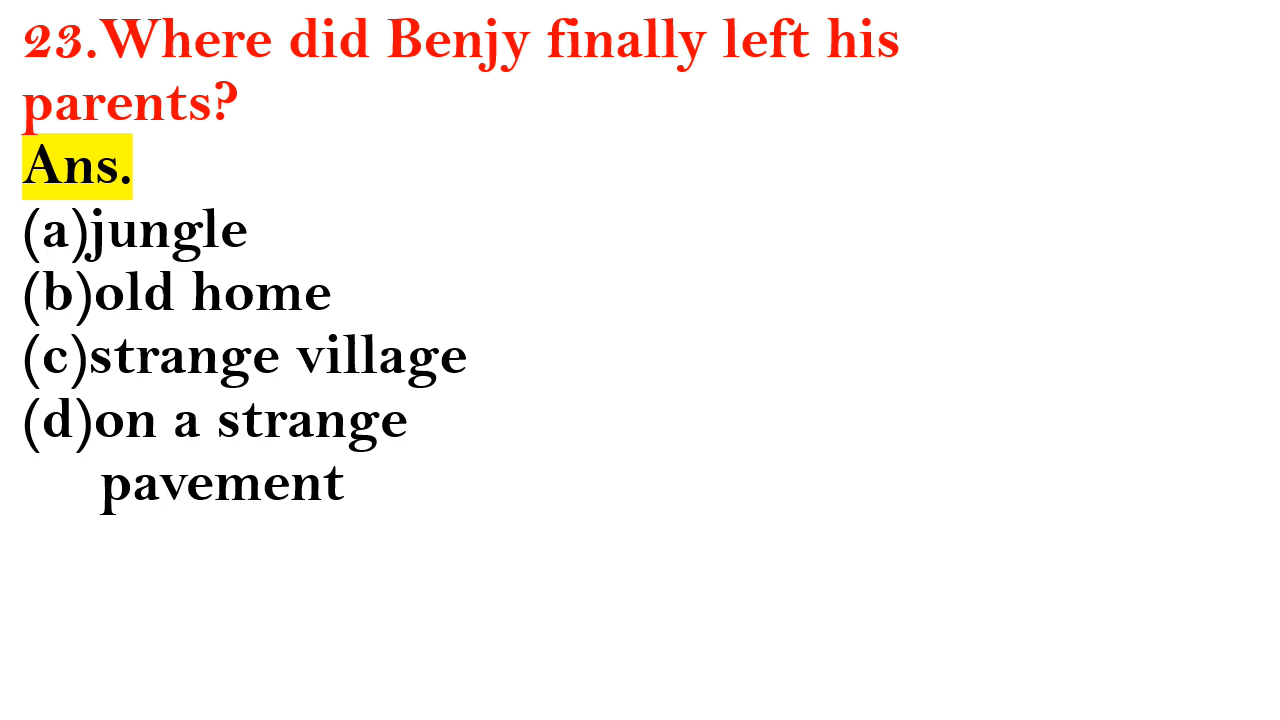 23.Where did Benjy finally left his
parents?
Ans.
(a)jungle
(b)old home
(c)strange village
(d)on a strange
pavement